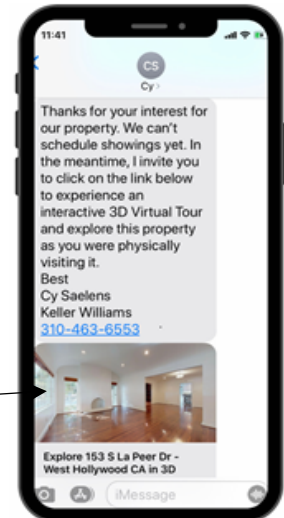 11:41
CS
Cy
Thanks for your interest for
our property. We can't
schedule showings yet. In
the meantime, I invite you
to click on the link below
to experience an
interactive 3D Virtual Tour
and explore this property
as you were physically
visiting it.
Best
Cy Saelens
Keller Williams
310-463-6553
Explore 153 S La Peer Dr -
West Hollywood CA in 3D
iMessage